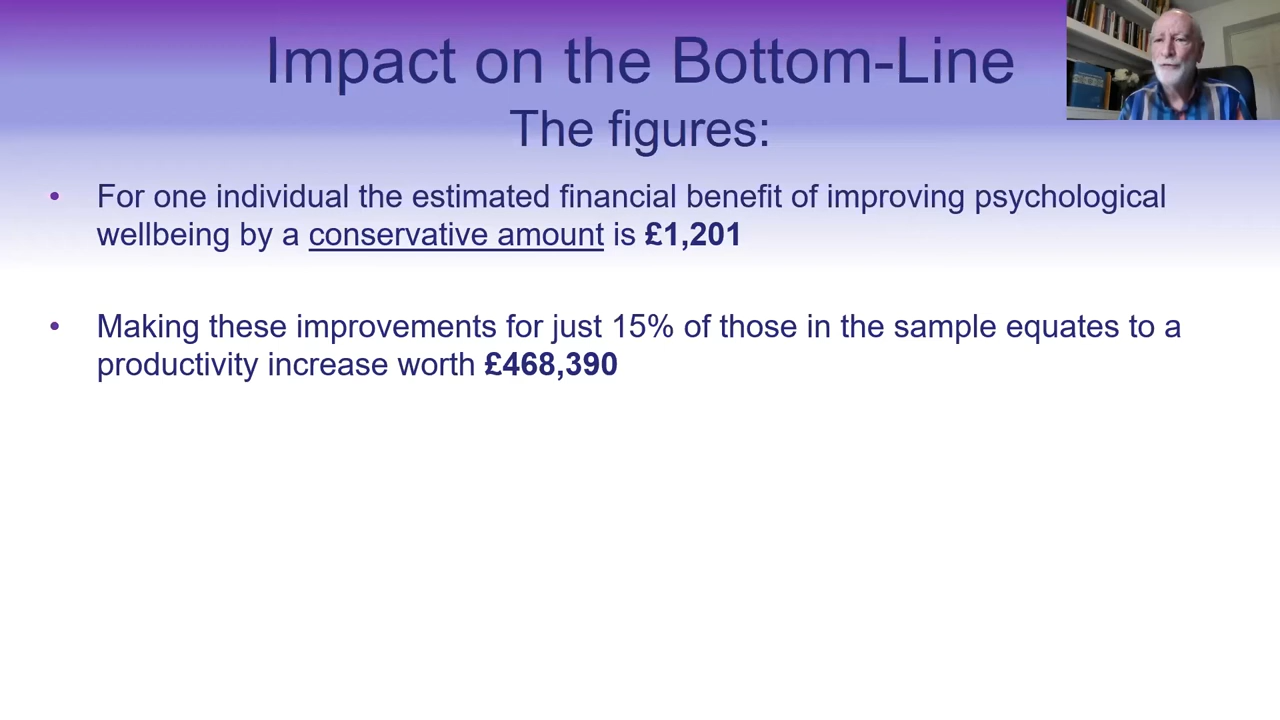 Impact on the Bottom-Line
The figures:
• For one individual the estimated financial benefit of improving psychological
wellbeing by a conservative amount is £1,201
• Making these improvements for just 15% of those in the sample equates to a
productivity increase worth £468,390